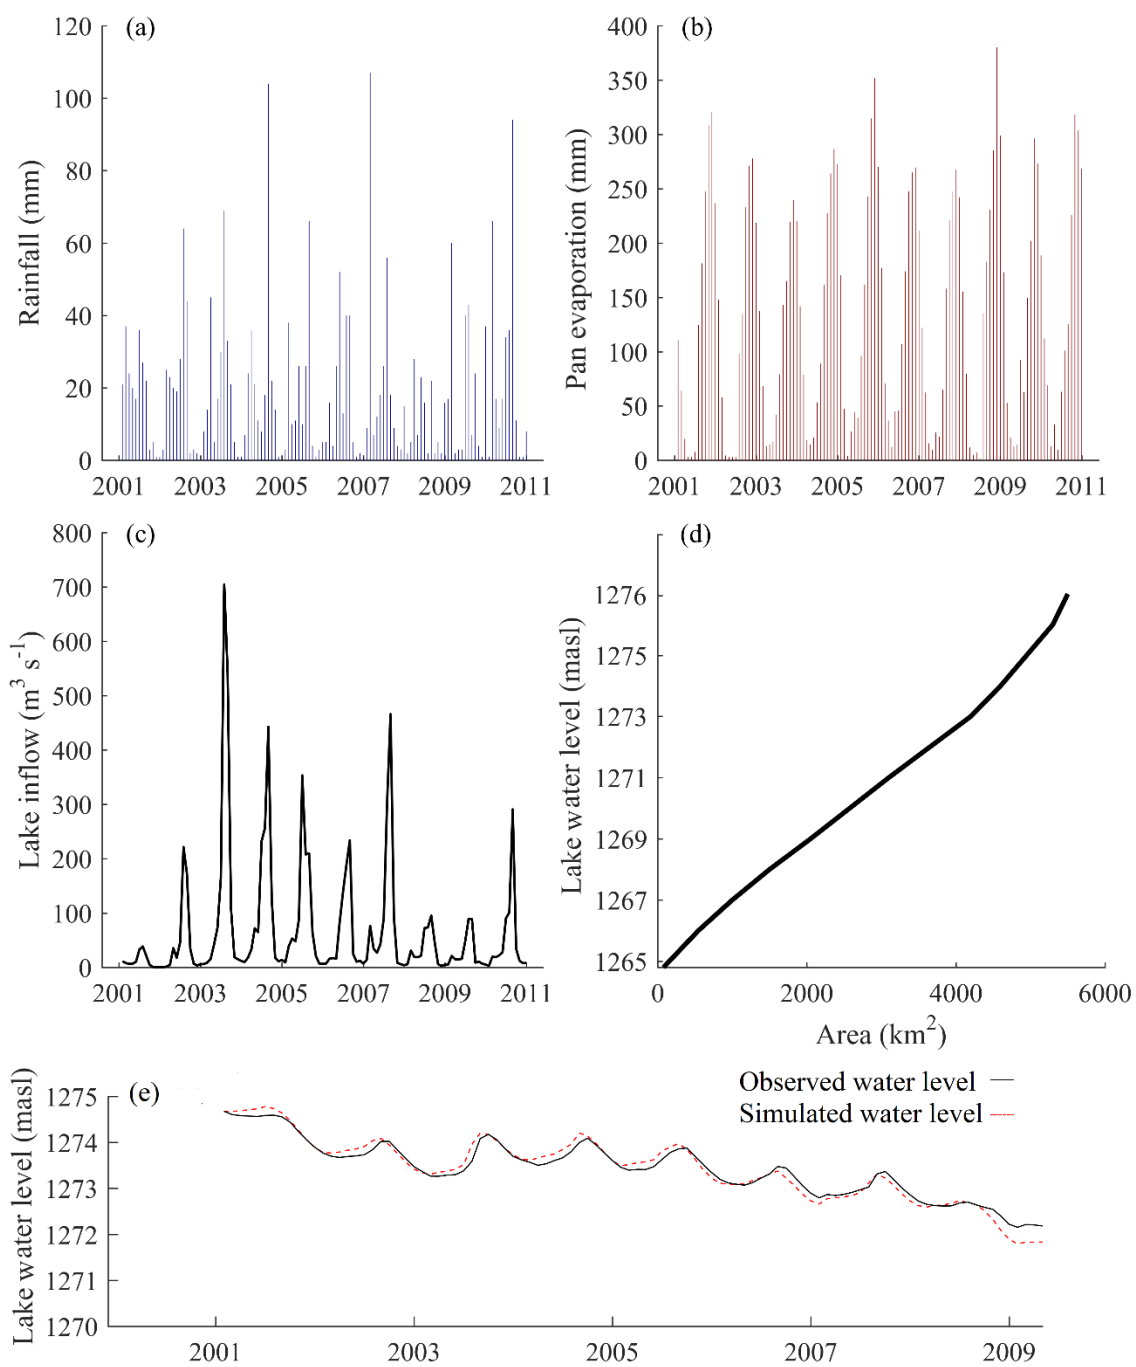 (a)
120
100
80
60
40
20
0
Rainfall (mm)
2001 2003 2005 2007 2009 2011
(b)
400
350
300
250
200
150
100
50
0
Pan evaporation (mm)
2001 2003 2005 2007 2009 2011
(c)
800
700
600
500
400
300
200
100
0
Lake inflow (m³ s⁻¹)
2001 2003 2005 2007 2009 2011
(d)
1276
1275
1273
1271
1269
1267
1265
Lake water level (masl)
0 2000 4000 6000
Area (km²)
(e)
Observed water level
Simulated water level
1275
1274
1273
1272
1271
1270
Lake water level (masl)
2001 2003 2005 2007 2009